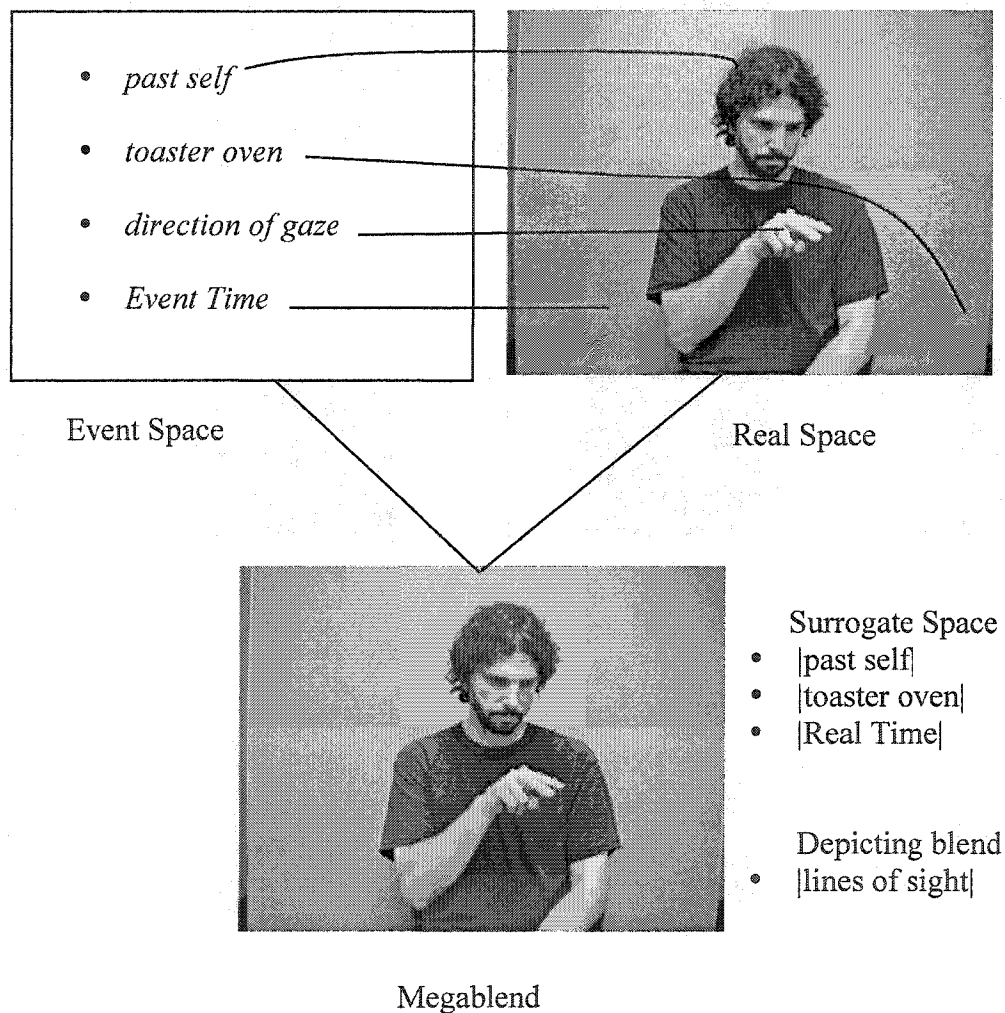 • past self
• toaster oven
• direction of gaze
• Event Time
Event Space
Real Space
Surrogate Space
• |past self|
• |toaster oven|
• |Real Time|
Depicting blend
• |lines of sight|
Megablend